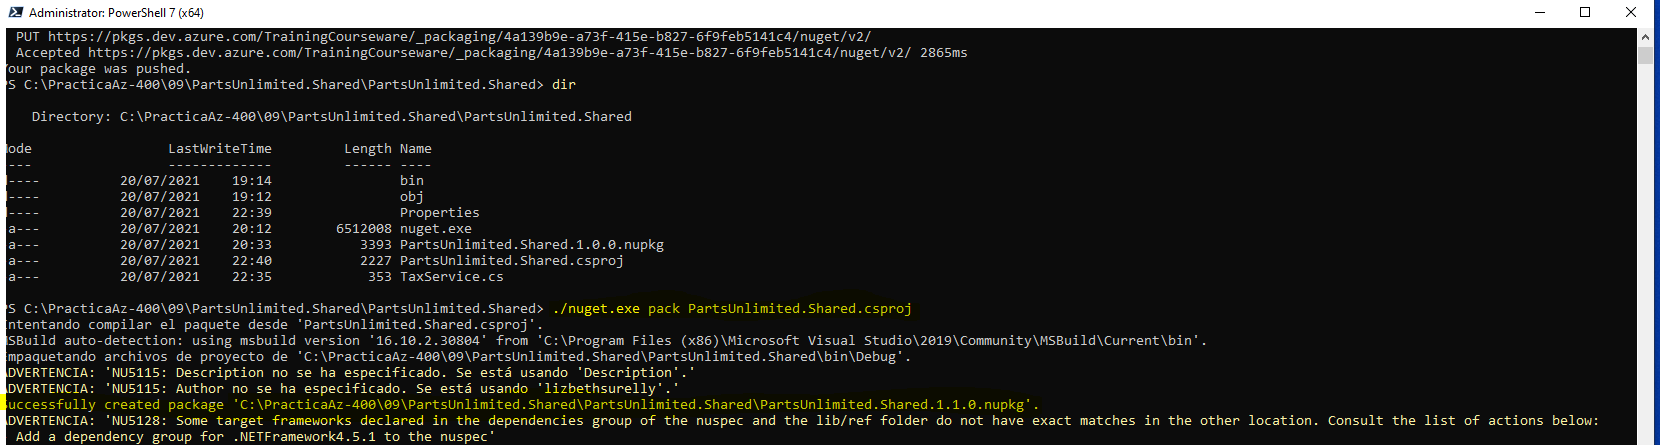 Administrator: PowerShell 7 (x64)
PUT https://pkgs.dev.azure.com/TrainingCourseware/_packaging/4a139b9e-a73f-415e-b827-6f9feb5141c4/nuget/v2/
Accepted https://pkgs.dev.azure.com/TrainingCourseware/_packaging/4a139b9e-a73f-415e-b827-6f9feb5141c4/nuget/v2/ 2865ms
Your package was pushed.
PS C:\PracticaAz-400\09\PartsUnlimited.Shared\PartsUnlimited.Shared> dir
Directory: C:\PracticaAz-400\09\PartsUnlimited.Shared\PartsUnlimited.Shared
Mode LastWriteTime Length Name
---- ------------- ------ ----
d---- 20/07/2021 19:14 bin
d---- 20/07/2021 19:12 obj
d---- 20/07/2021 22:39 Properties
a--- 20/07/2021 20:12 6512008 nuget.exe
a--- 20/07/2021 20:33 3393 PartsUnlimited.Shared.1.0.0.nupkg
a--- 20/07/2021 22:40 2227 PartsUnlimited.Shared.csproj
a--- 20/07/2021 22:35 353 TaxService.cs
PS C:\PracticaAz-400\09\PartsUnlimited.Shared\PartsUnlimited.Shared> ./nuget.exe pack PartsUnlimited.Shared.csproj
Intentando compilar el paquete desde 'PartsUnlimited.Shared.csproj'.
MSBuild auto-detection: using msbuild version '16.10.2.30804' from 'C:\Program Files (x86)\Microsoft Visual Studio\2019\Community\MSBuild\Current\bin'.
Empaquetando archivos de proyecto de 'C:\PracticaAz-400\09\PartsUnlimited.Shared\PartsUnlimited.Shared\bin\Debug'.
ADVERTENCIA: 'NU5115: Description no se ha especificado. Se está usando 'Description'.'
ADVERTENCIA: 'NU5115: Author no se ha especificado. Se está usando 'lizbethsurelly'.'
Successfully created package 'C:\PracticaAz-400\09\PartsUnlimited.Shared\PartsUnlimited.Shared\PartsUnlimited.Shared.1.1.0.nupkg'.
ADVERTENCIA: 'NU5128: Some target frameworks declared in the dependencies group of the nuspec and the lib/ref folder do not have exact matches in the other location. Consult the list of actions below:
Add a dependency group for .NETFramework4.5.1 to the nuspec'